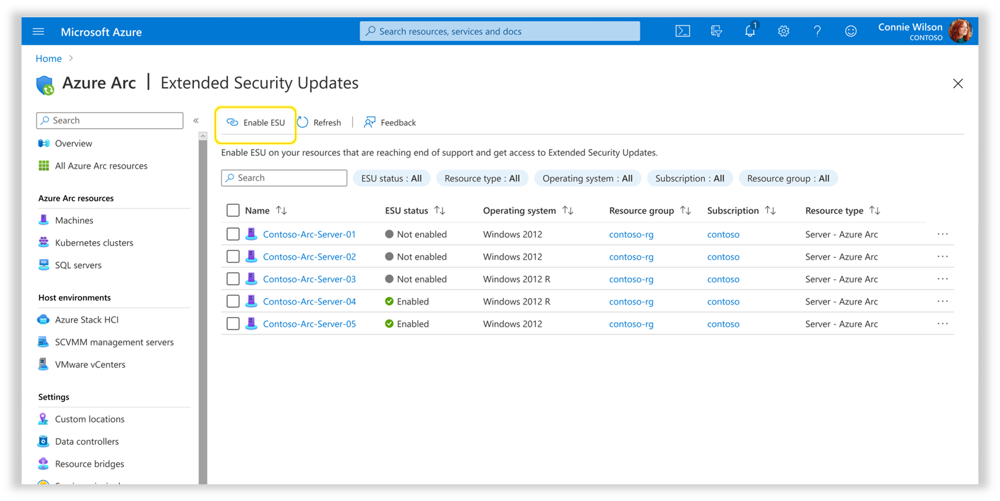 Microsoft Azure
Search resources, services and docs
1
Connie Wilson
CONTOSO
Home
Azure Arc | Extended Security Updates
Search
Overview
All Azure Arc resources
Azure Arc resources
Machines
Kubernetes clusters
SQL servers
Host environments
Azure Stack HCI
SCVMM management servers
VMware vCenters
Settings
Custom locations
Data controllers
Resource bridges
Enable ESU Refresh | Feedback
Enable ESU on your resources that are reaching end of support and get access to Extended Security Updates.
Search ESU status : All Resource type : All Operating system : All Subscription : All Resource group : All
Name ESU status Operating system Resource group Subscription Resource type
Contoso-Arc-Server-01 Not enabled Windows 2012 contoso-rg contoso Server - Azure Arc ...
Contoso-Arc-Server-02 Not enabled Windows 2012 contoso-rg contoso Server - Azure Arc ...
Contoso-Arc-Server-03 Not enabled Windows 2012 R contoso-rg contoso Server - Azure Arc ...
Contoso-Arc-Server-04 Enabled Windows 2012 R contoso-rg contoso Server - Azure Arc ...
Contoso-Arc-Server-05 Enabled Windows 2012 contoso-rg contoso Server - Azure Arc ...